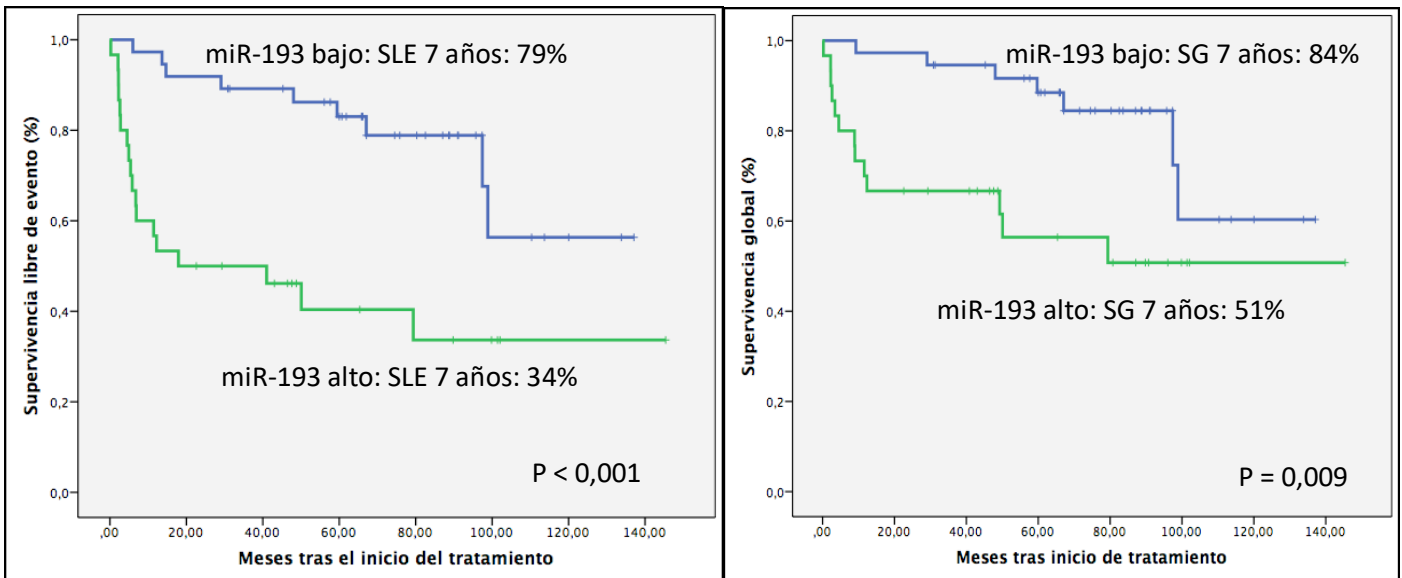 Supervivencia libre de evento (%)
1,0
0,8
0,6
0,4
0,2
0,0
miR-193 bajo: SLE 7 años: 79%
miR-193 alto: SLE 7 años: 34%
P < 0,001
,00 20,00 40,00 60,00 80,00 100,00 120,00 140,00
Meses tras el inicio del tratamiento
Supervivencia global (%)
1,0
0,8
0,6
0,4
0,2
0,0
miR-193 bajo: SG 7 años: 84%
miR-193 alto: SG 7 años: 51%
P = 0,009
,00 20,00 40,00 60,00 80,00 100,00 120,00 140,00
Meses tras inicio de tratamiento